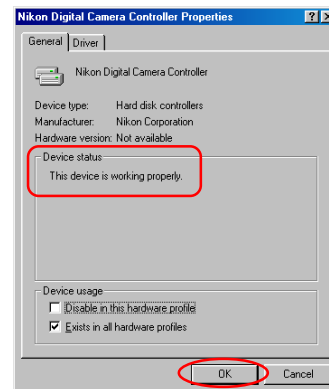 Nikon Digital Camera Controller Properties
General
Driver
Nikon Digital Camera Controller
Device type: Hard disk controllers
Manufacturer: Nikon Corporation
Hardware version: Not available
Device status
This device is working properly.
Device usage
Disable in this hardware profile
Exists in all hardware profiles
OK
Cancel